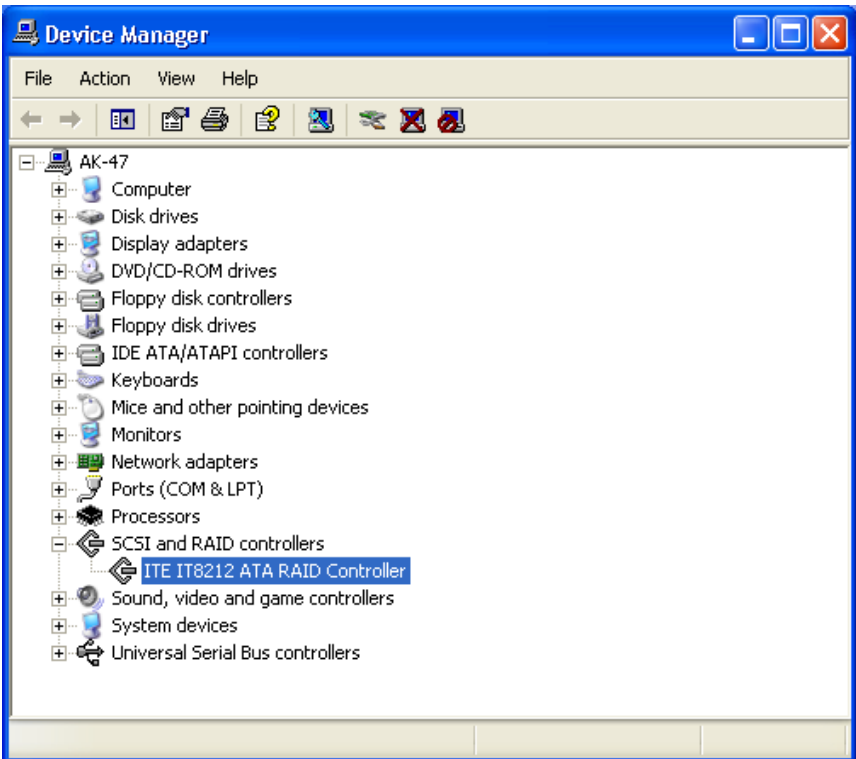 Device Manager
File Action View Help
AK-47
Computer
Disk drives
Display adapters
DVD/CD-ROM drives
Floppy disk controllers
Floppy disk drives
IDE ATA/ATAPI controllers
Keyboards
Mice and other pointing devices
Monitors
Network adapters
Ports (COM & LPT)
Processors
SCSI and RAID controllers
ITE IT8212 ATA RAID Controller
Sound, video and game controllers
System devices
Universal Serial Bus controllers